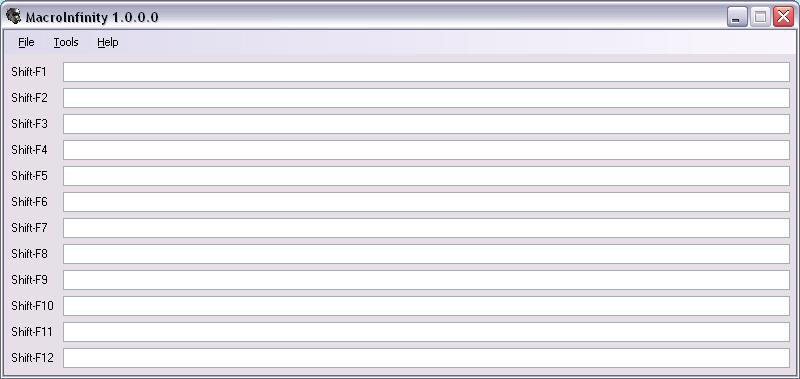 MacroInfinity 1.0.0.0
File Tools Help
Shift-F1
Shift-F2
Shift-F3
Shift-F4
Shift-F5
Shift-F6
Shift-F7
Shift-F8
Shift-F9
Shift-F10
Shift-F11
Shift-F12